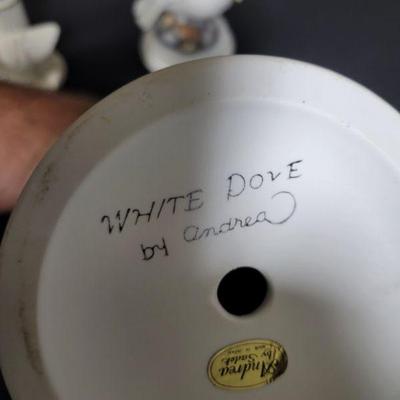 WHITE DOVE
by andrea
Andrea
by Sadek